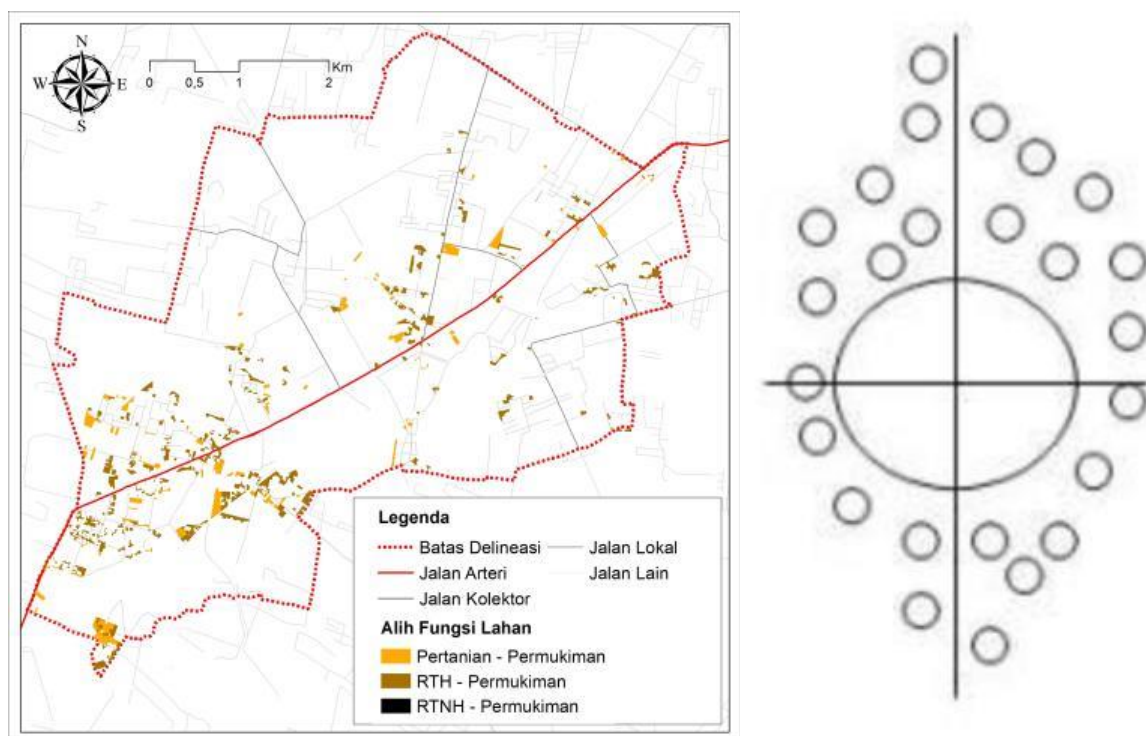 N
W E
S
Km
0 0,5 1 2
Legenda
Batas Delineasi
Jalan Arteri
Jalan Kolektor
Jalan Lokal
Jalan Lain
Alih Fungsi Lahan
Pertanian - Permukiman
RTH - Permukiman
RTNH - Permukiman